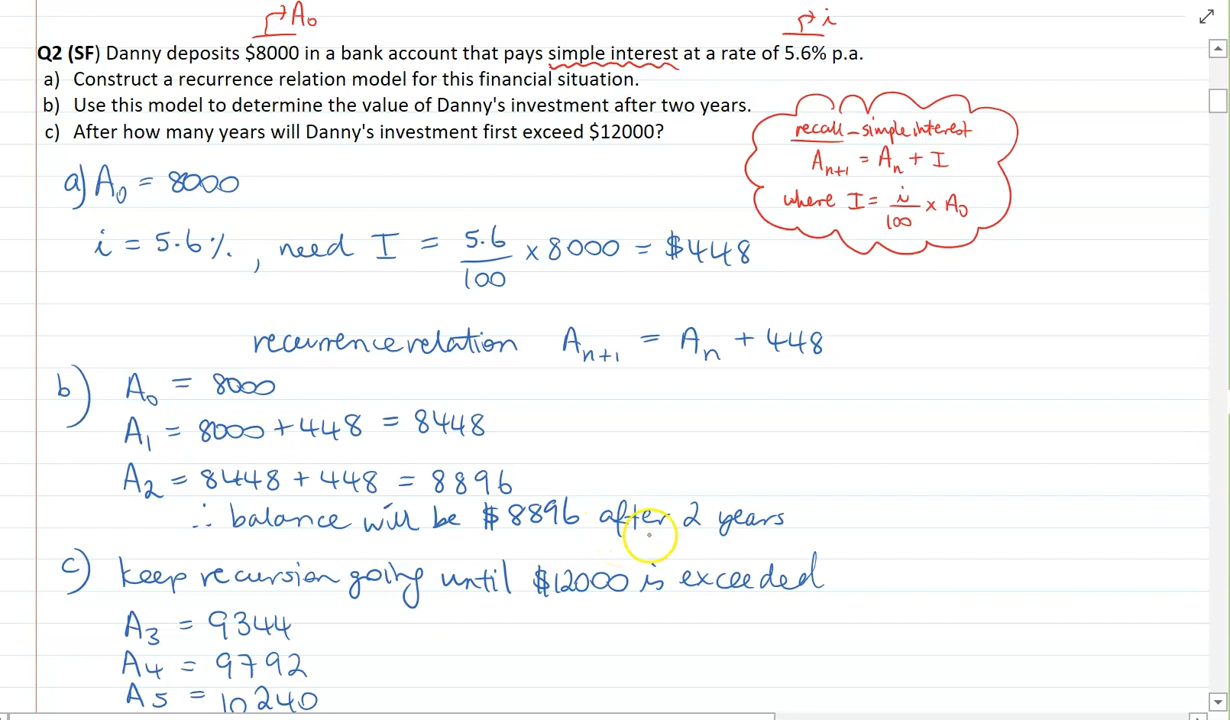 A₀
i
Q2 (SF) Danny deposits $8000 in a bank account that pays simple interest at a rate of 5.6% p.a.
a) Construct a recurrence relation model for this financial situation.
b) Use this model to determine the value of Danny's investment after two years.
c) After how many years will Danny's investment first exceed $12000?
recall – simple interest
Aₙ₊₁ = Aₙ + I
where I = i/100 × A₀
a) A₀ = 8000
i = 5.6%, need I = 5.6/100 × 8000 = $448
recurrence relation Aₙ₊₁ = Aₙ + 448
b) A₀ = 8000
A₁ = 8000 + 448 = 8448
A₂ = 8448 + 448 = 8896
∴ balance will be $8896 after 2 years
c) keep recursion going until $12000 is exceeded
A₃ = 9344
A₄ = 9792
A₅ = 10240